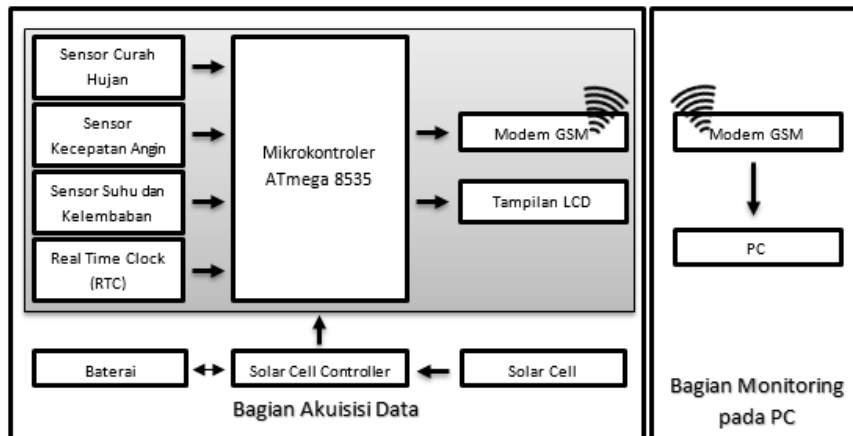 Sensor Curah
Hujan
Sensor
Kecepatan Angin
Sensor Suhu dan
Kelembaban
Real Time Clock
(RTC)
Mikrokontroler
ATmega 8535
Modem GSM
Tampilan LCD
Baterai
Solar Cell Controller
Solar Cell
Bagian Akuisisi Data
Modem GSM
PC
Bagian Monitoring
pada PC